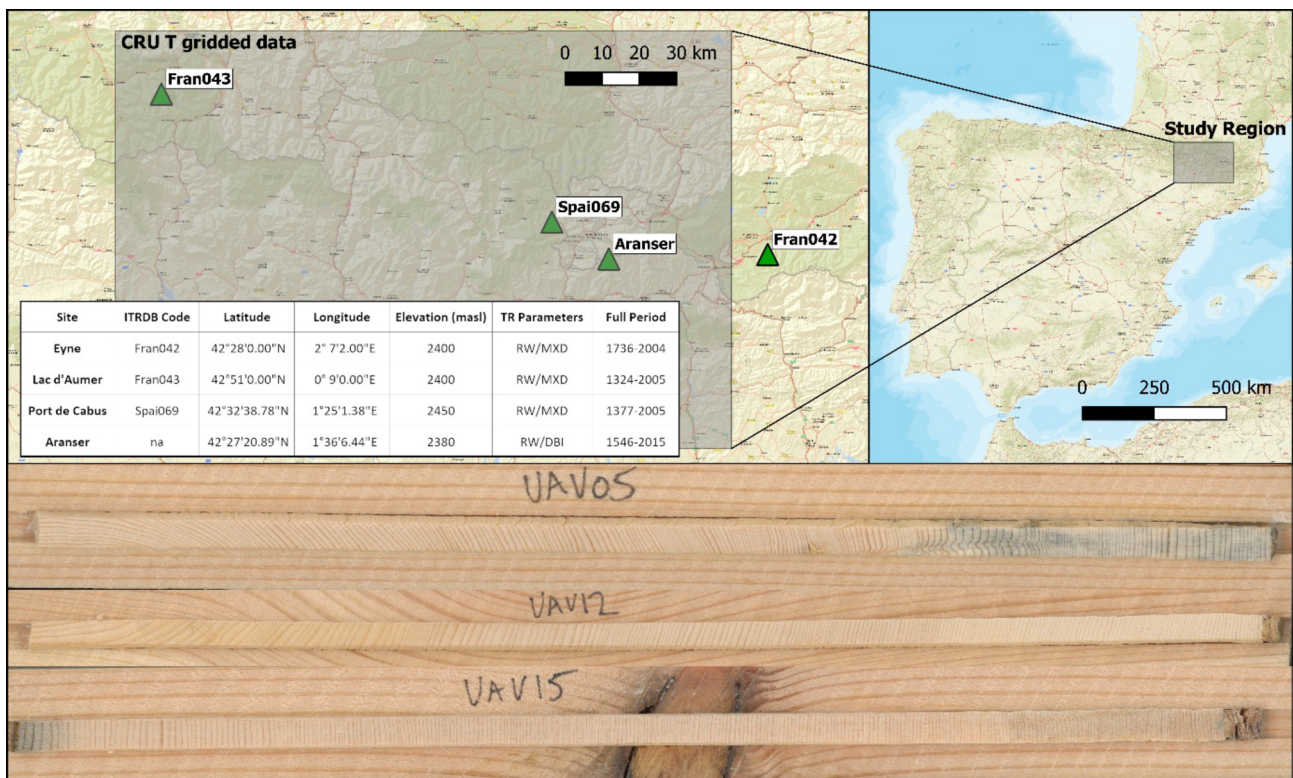 CRU T gridded data
0 10 20 30 km
Fran043
Study Region
Spai069
Aranser
Fran042
Site ITRDB Code Latitude Longitude Elevation (masl) TR Parameters Full Period
Eyne Fran042 42°28'0.00"N 2° 7'2.00"E 2400 RW/MXD 1736-2004
Lac d'Aumer Fran043 42°51'0.00"N 0° 9'0.00"E 2400 RW/MXD 1324-2005
Port de Cabus Spai069 42°32'38.78"N 1°25'1.38"E 2450 RW/MXD 1377-2005
Aranser na 42°27'20.89"N 1°36'6.44"E 2380 RW/DBI 1546-2015
0 250 500 km
UAV05
UAV12
UAV15